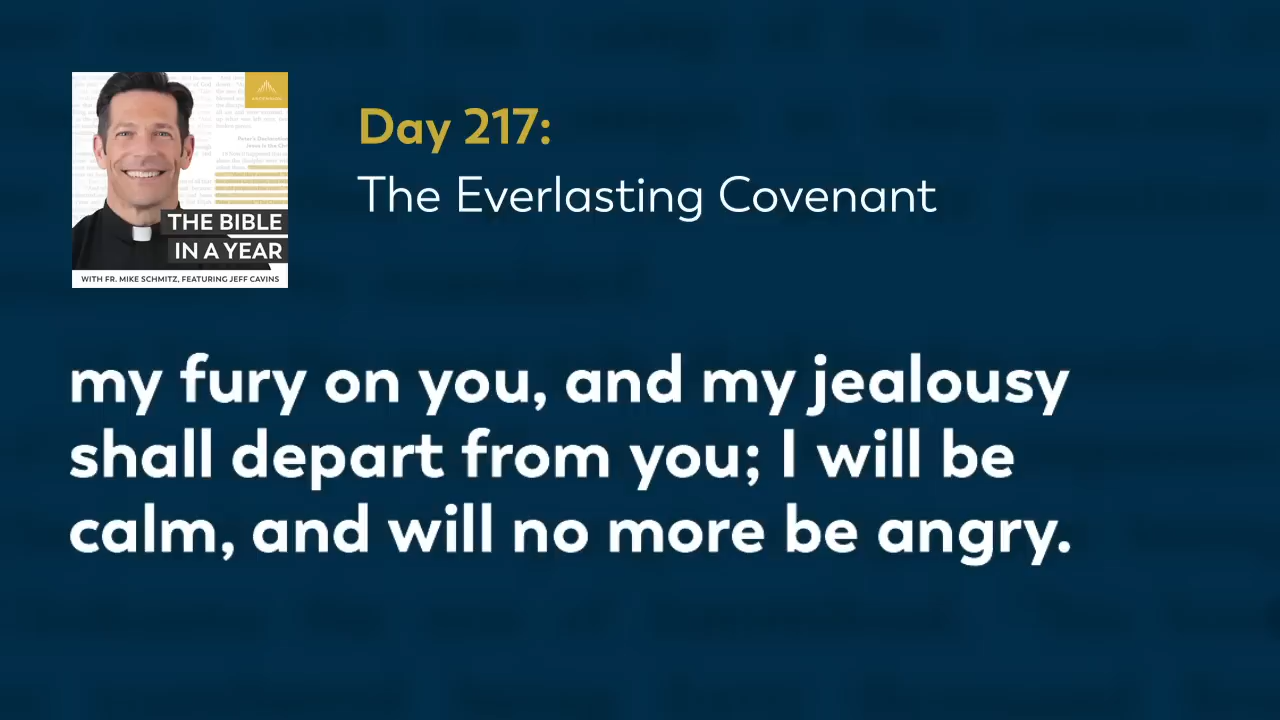 Day 217:
The Everlasting Covenant
THE BIBLE
IN A YEAR
WITH FR. MIKE SCHMITZ, FEATURING JEFF CAVINS
my fury on you, and my jealousy
shall depart from you; I will be
calm, and will no more be angry.